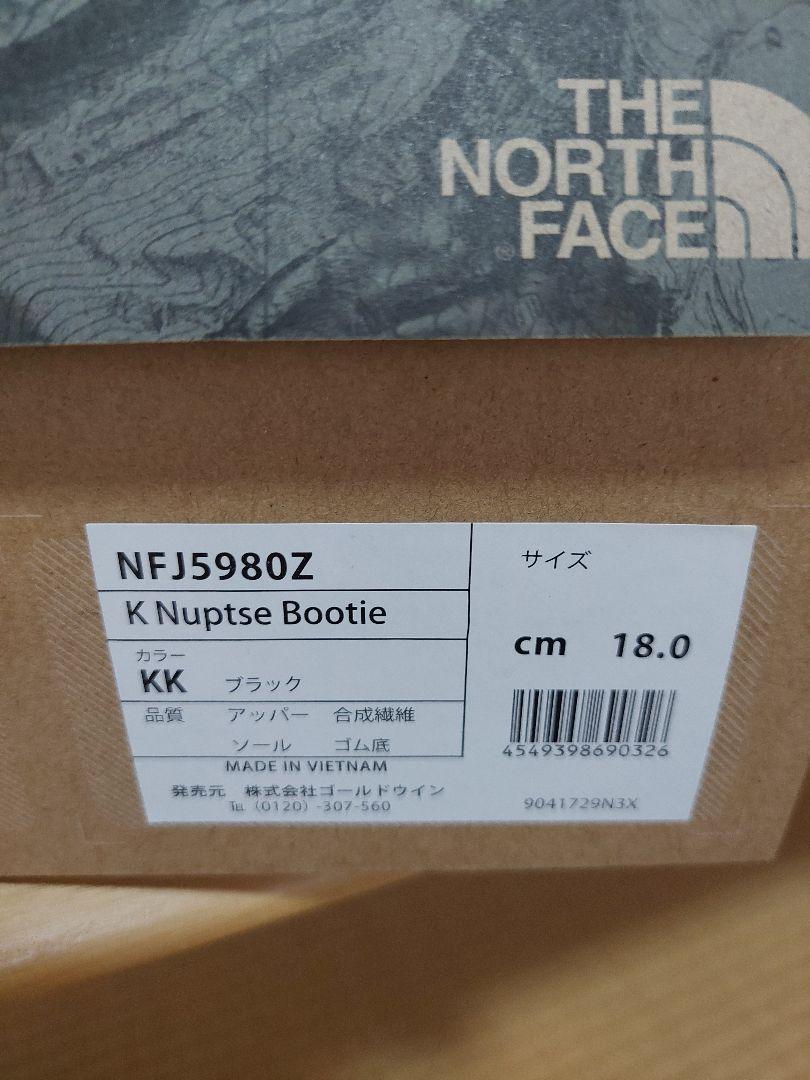 THE
NORTH
FACE
®
NFJ5980Z
K Nuptse Bootie
カラー
KK ブラック
品質 アッパー 合成繊維
ソール ゴム底
MADE IN VIETNAM
発売元 株式会社ゴールドウイン
℡ (0120) -307-560
サイズ
cm 18.0
4549398690326
9041729N3X